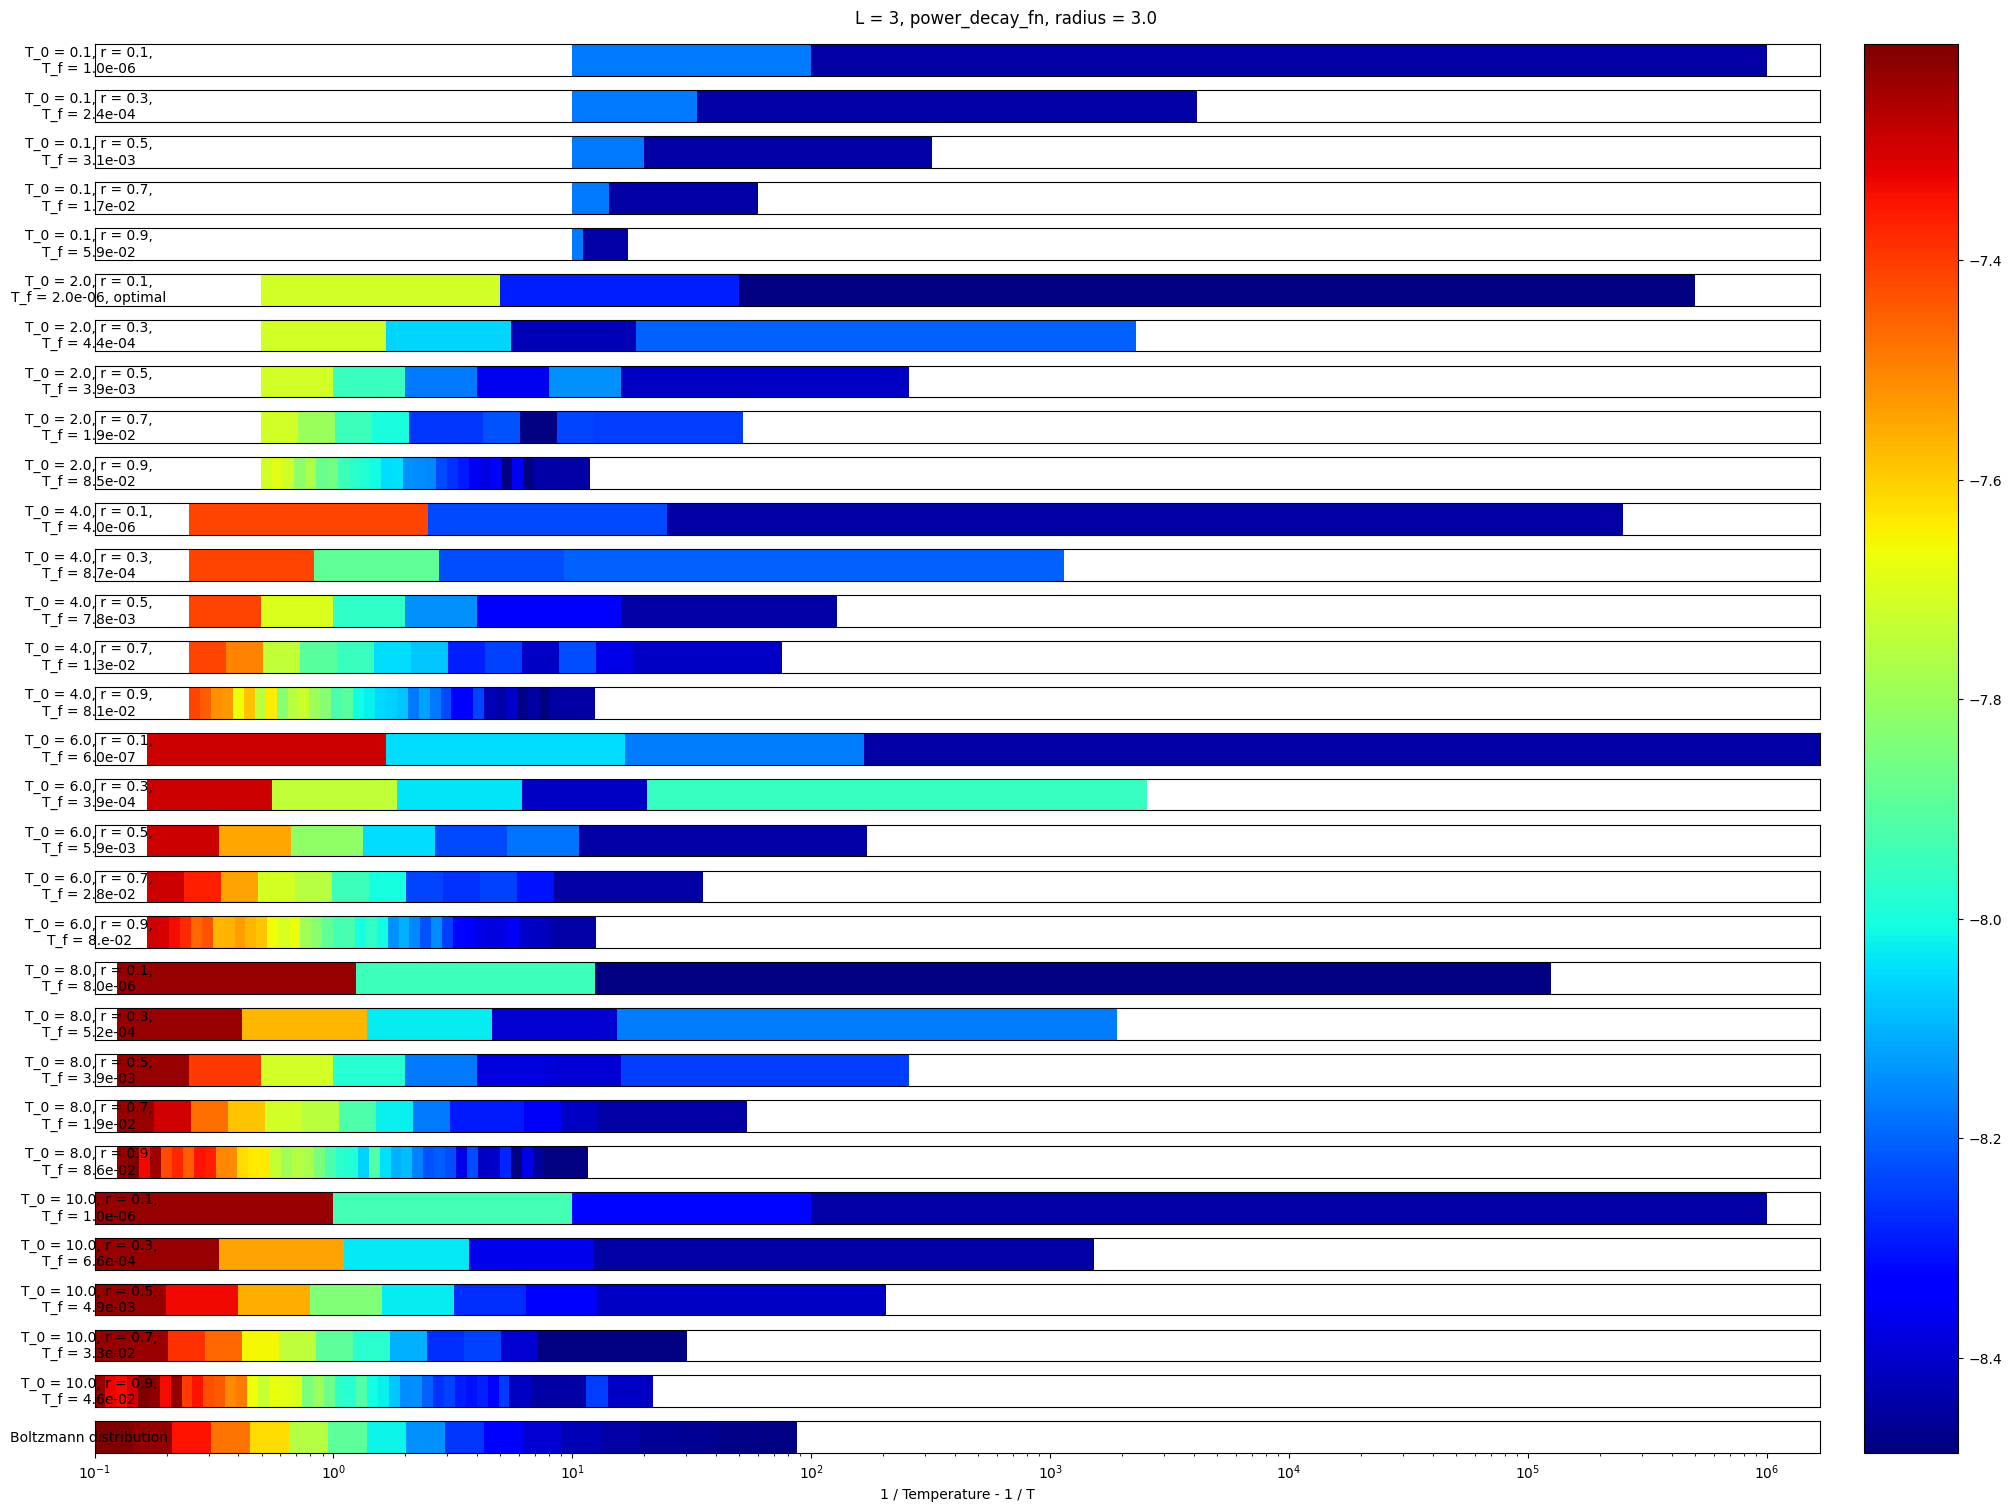 L = 3, power_decay_fn, radius = 3.0
T_0 = 0.1, r = 0.1,
T_f = 1.0e-06
T_0 = 0.1, r = 0.3,
T_f = 2.4e-04
T_0 = 0.1, r = 0.5,
T_f = 3.1e-03
T_0 = 0.1, r = 0.7,
T_f = 1.7e-02
T_0 = 0.1, r = 0.9,
T_f = 5.9e-02
T_0 = 2.0, r = 0.1,
T_f = 2.0e-06, optimal
T_0 = 2.0, r = 0.3,
T_f = 4.4e-04
T_0 = 2.0, r = 0.5,
T_f = 3.9e-03
T_0 = 2.0, r = 0.7,
T_f = 1.9e-02
T_0 = 2.0, r = 0.9,
T_f = 8.5e-02
T_0 = 4.0, r = 0.1,
T_f = 4.0e-06
T_0 = 4.0, r = 0.3,
T_f = 8.7e-04
T_0 = 4.0, r = 0.5,
T_f = 7.8e-03
T_0 = 4.0, r = 0.7,
T_f = 1.3e-02
T_0 = 4.0, r = 0.9,
T_f = 8.1e-02
T_0 = 6.0, r = 0.1,
T_f = 6.0e-07
T_0 = 6.0, r = 0.3,
T_f = 3.9e-04
T_0 = 6.0, r = 0.5,
T_f = 5.9e-03
T_0 = 6.0, r = 0.7,
T_f = 2.8e-02
T_0 = 6.0, r = 0.9,
T_f = 8.e-02
T_0 = 8.0, r = 0.1,
T_f = 8.0e-06
T_0 = 8.0, r = 0.3,
T_f = 5.2e-04
T_0 = 8.0, r = 0.5,
T_f = 3.9e-03
T_0 = 8.0, r = 0.7,
T_f = 1.9e-02
T_0 = 8.0, r = 0.9,
T_f = 8.6e-02
T_0 = 10.0, r = 0.1,
T_f = 1.0e-06
T_0 = 10.0, r = 0.3,
T_f = 6.6e-04
T_0 = 10.0, r = 0.5,
T_f = 4.9e-03
T_0 = 10.0, r = 0.7,
T_f = 3.3e-02
T_0 = 10.0, r = 0.9,
T_f = 4.6e-02
Boltzmann distribution
10⁻¹ 10⁰ 10¹ 10² 10³ 10⁴ 10⁵ 10⁶
1 / Temperature - 1 / T
−7.4
−7.6
−7.8
−8.0
−8.2
−8.4